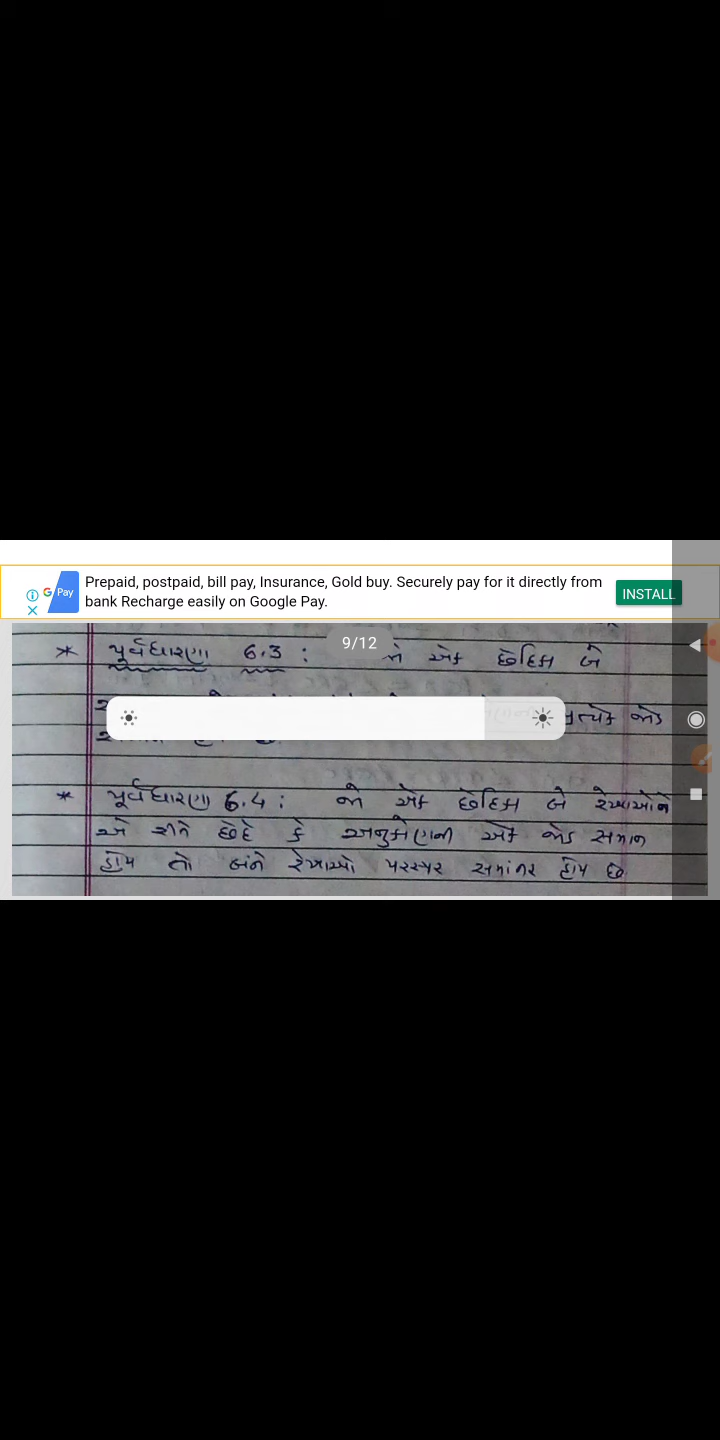 Prepaid, postpaid, bill pay, Insurance, Gold buy. Securely pay for it directly from
G Pay
bank Recharge easily on Google Pay.
INSTALL
9/12
* પૂર્વધારણા 6.3 : જો એક છેદિકા બે
પ્રત્યેક જોડ
* પૂર્વધારણા 6.4 : જો એક છેદિકા બે રેખાઓને
એ રીતે છેદે કે અનુકોણની એક જોડ સમાન
હોય તો બંને રેખાઓ પરસ્પર સમાંતર હોય છે